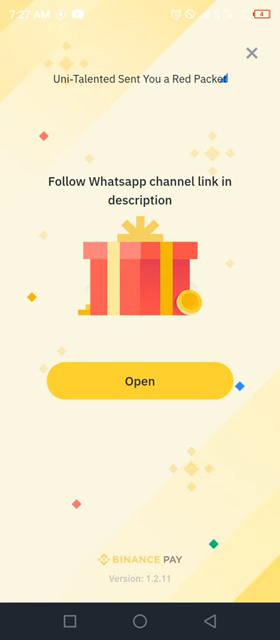 7:27 AM
4
Uni-Talented Sent You a Red Packet
Follow Whatsapp channel link in
description
Open
BINANCE PAY
Version: 1.2.11